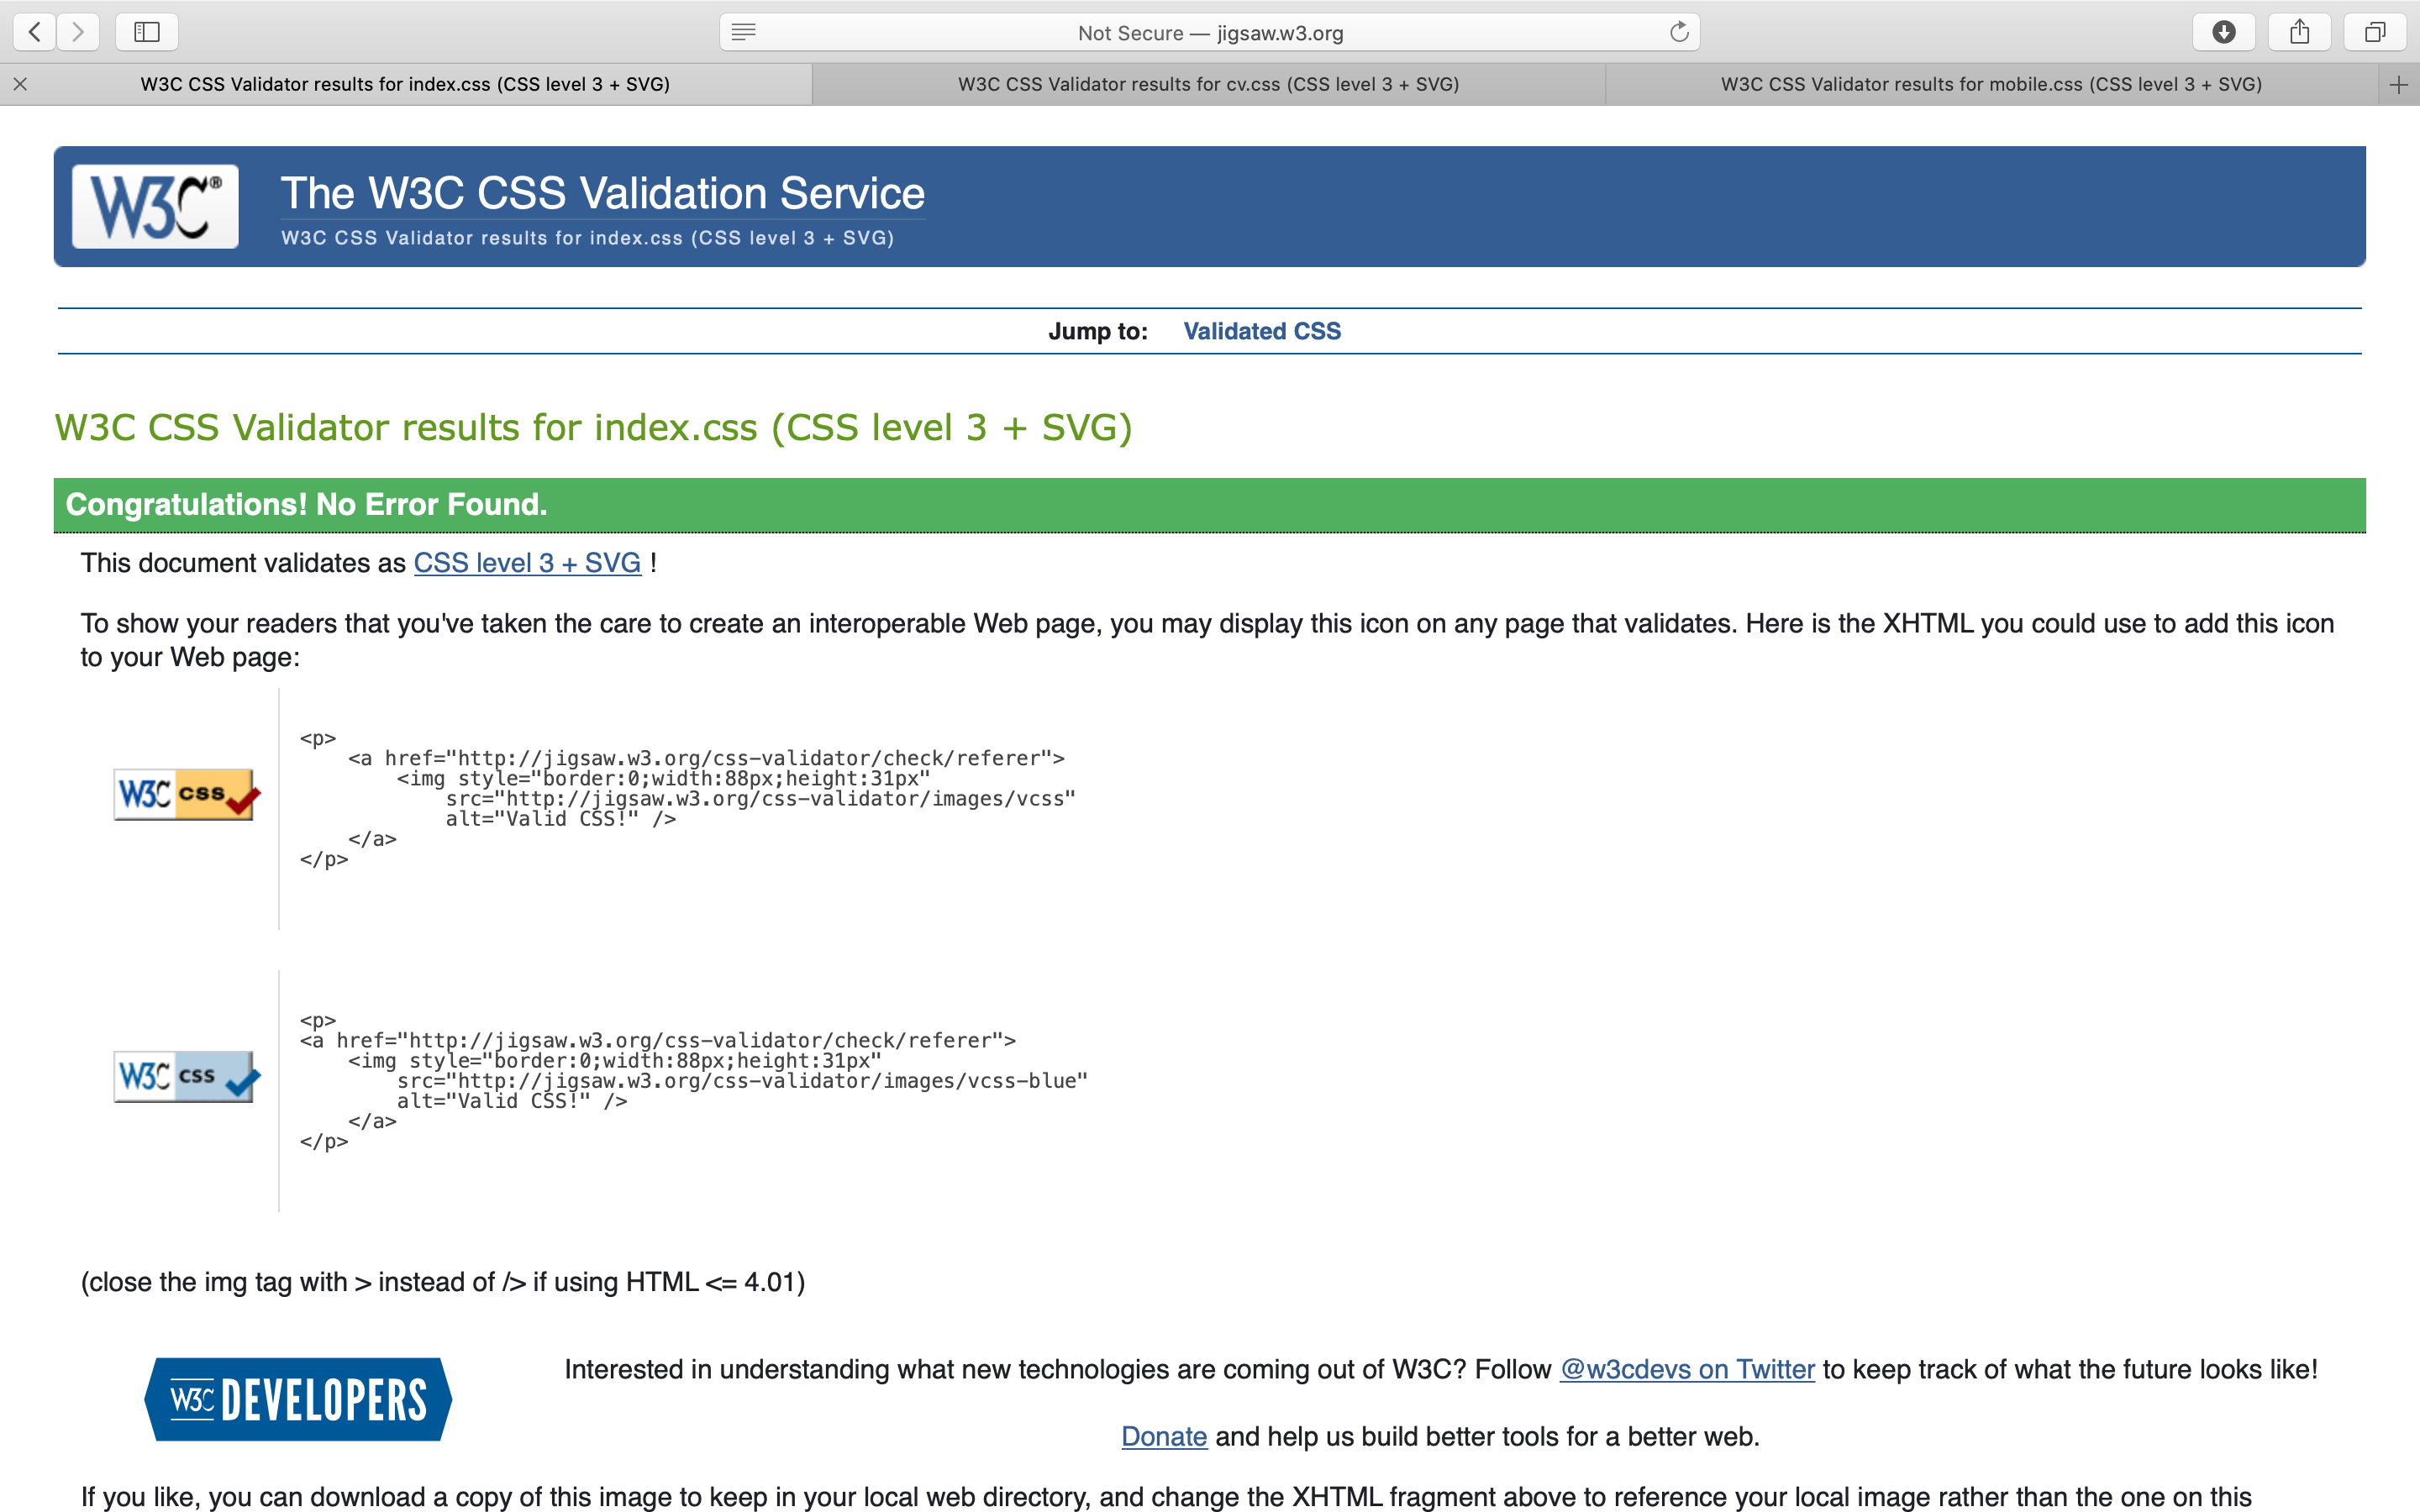 Not Secure — jigsaw.w3.org
W3C CSS Validator results for index.css (CSS level 3 + SVG)
W3C CSS Validator results for cv.css (CSS level 3 + SVG)
W3C CSS Validator results for mobile.css (CSS level 3 + SVG)
W3C®
The W3C CSS Validation Service
W3C CSS Validator results for index.css (CSS level 3 + SVG)
Jump to: Validated CSS
W3C CSS Validator results for index.css (CSS level 3 + SVG)
Congratulations! No Error Found.
This document validates as CSS level 3 + SVG !
To show your readers that you've taken the care to create an interoperable Web page, you may display this icon on any page that validates. Here is the XHTML you could use to add this icon
to your Web page:
W3C css
<p>
    <a href="http://jigsaw.w3.org/css-validator/check/referer">
        <img style="border:0;width:88px;height:31px"
            src="http://jigsaw.w3.org/css-validator/images/vcss"
            alt="Valid CSS!" />
    </a>
</p>
W3C css
<p>
<a href="http://jigsaw.w3.org/css-validator/check/referer">
    <img style="border:0;width:88px;height:31px"
        src="http://jigsaw.w3.org/css-validator/images/vcss-blue"
        alt="Valid CSS!" />
    </a>
</p>
(close the img tag with > instead of /> if using HTML <= 4.01)
W3C DEVELOPERS
Interested in understanding what new technologies are coming out of W3C? Follow @w3cdevs on Twitter to keep track of what the future looks like!
Donate and help us build better tools for a better web.
If you like, you can download a copy of this image to keep in your local web directory, and change the XHTML fragment above to reference your local image rather than the one on this